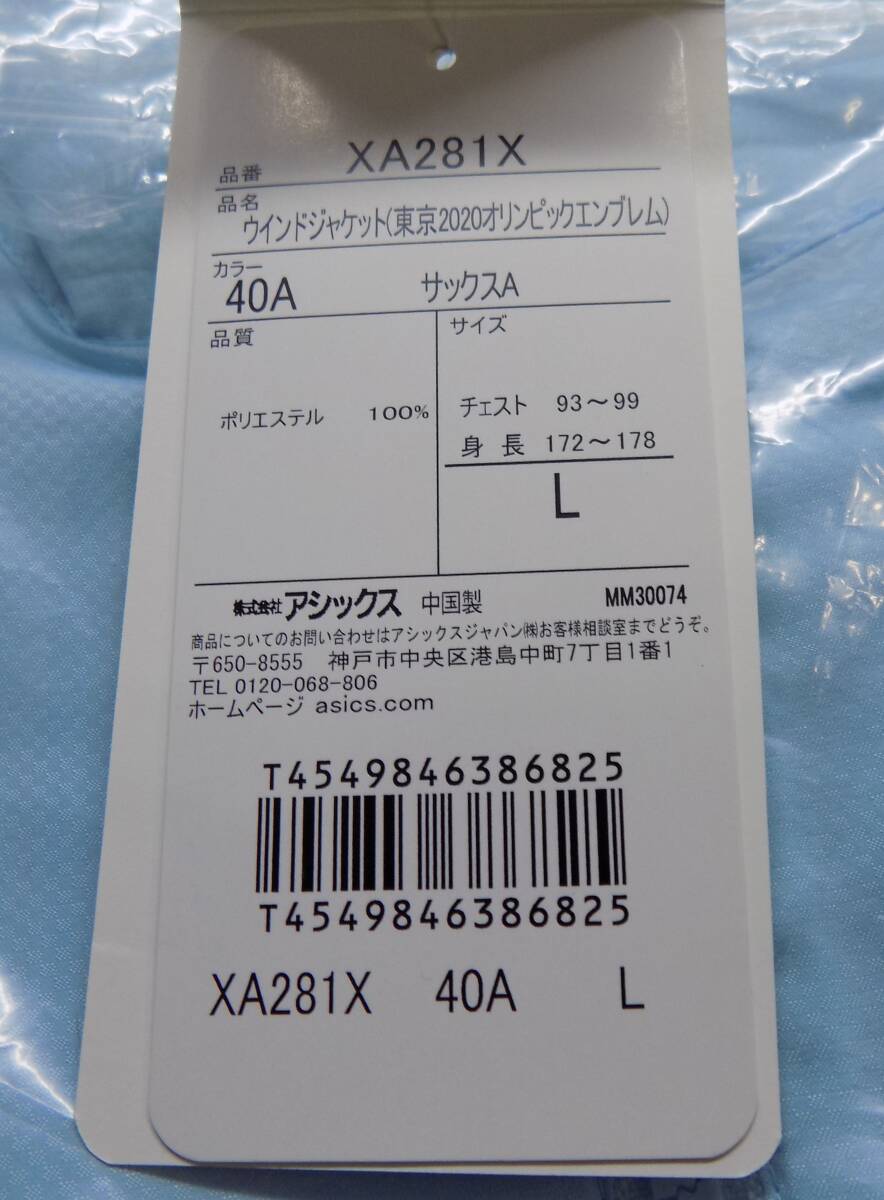 品番 XA281X
品名
ウインドジャケット(東京2020オリンピックエンブレム)
カラー
40A サックスA
品質
ポリエステル 100%
サイズ
チェスト 93～99
身長 172～178
L
株式会社アシックス 中国製 MM30074
商品についてのお問い合わせはアシックスジャパン㈱お客様相談室までどうぞ。
〒650-8555 神戸市中央区港島中町7丁目1番1
TEL 0120-068-806
ホームページ asics.com
T4549846386825
T4549846386825
XA281X 40A L